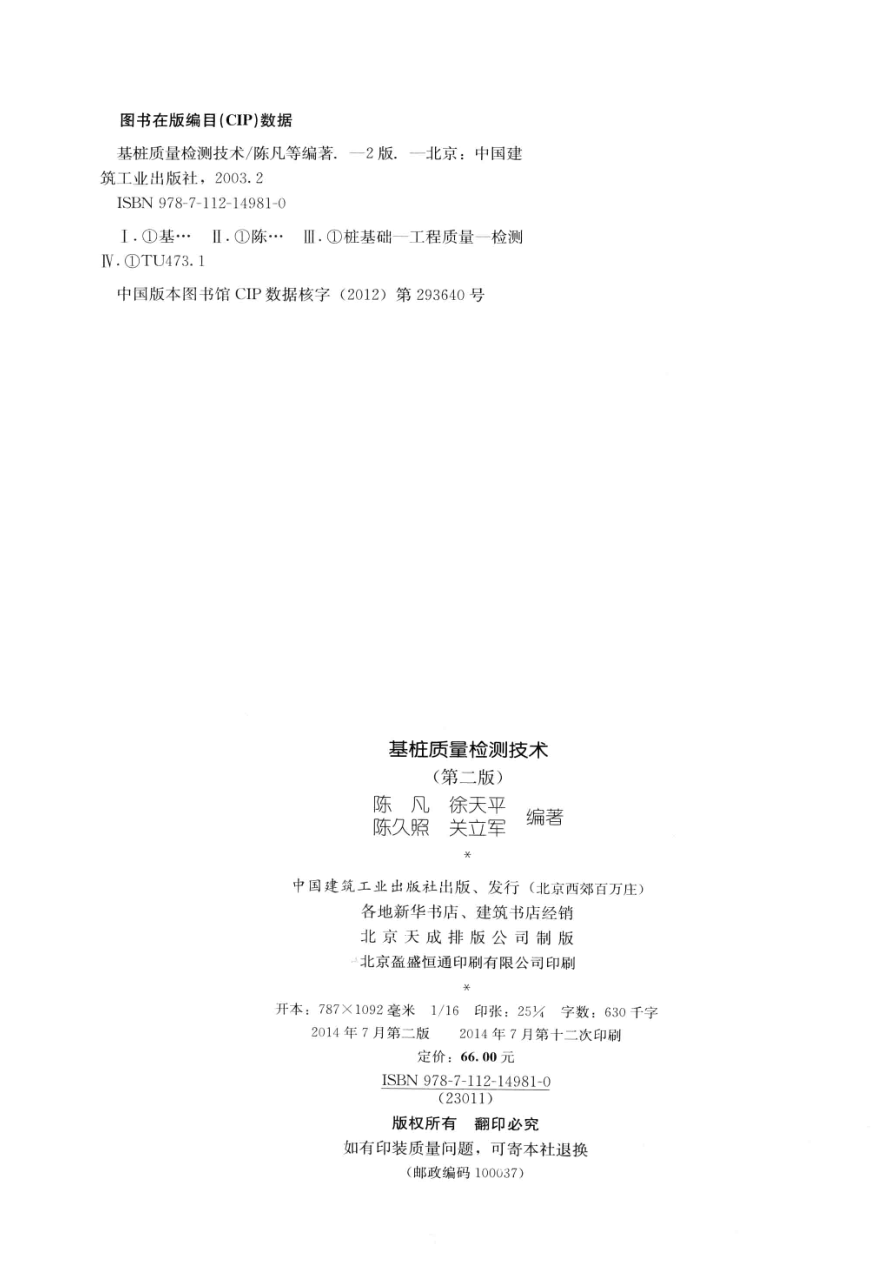 图书在版编目(CIP)数据
基桩质量检测技术/陈凡等编著. —2版. —北京：中国建
筑工业出版社，2003.2
ISBN 978-7-112-14981-0
Ⅰ.①基… Ⅱ.①陈… Ⅲ.①桩基础—工程质量—检测
Ⅳ.①TU473.1
中国版本图书馆CIP数据核字（2012）第293640号
基桩质量检测技术
（第二版）
陈 凡 徐天平
陈久照 关立军 编著
*
中国建筑工业出版社出版、发行（北京西郊百万庄）
各地新华书店、建筑书店经销
北京天成排版公司制版
北京盈盛恒通印刷有限公司印刷
*
开本：787×1092毫米 1/16 印张：25¼ 字数：630千字
2014年7月第二版 2014年7月第十二次印刷
定价：66.00元
ISBN 978-7-112-14981-0
（23011）
版权所有 翻印必究
如有印装质量问题，可寄本社退换
（邮政编码 100037）